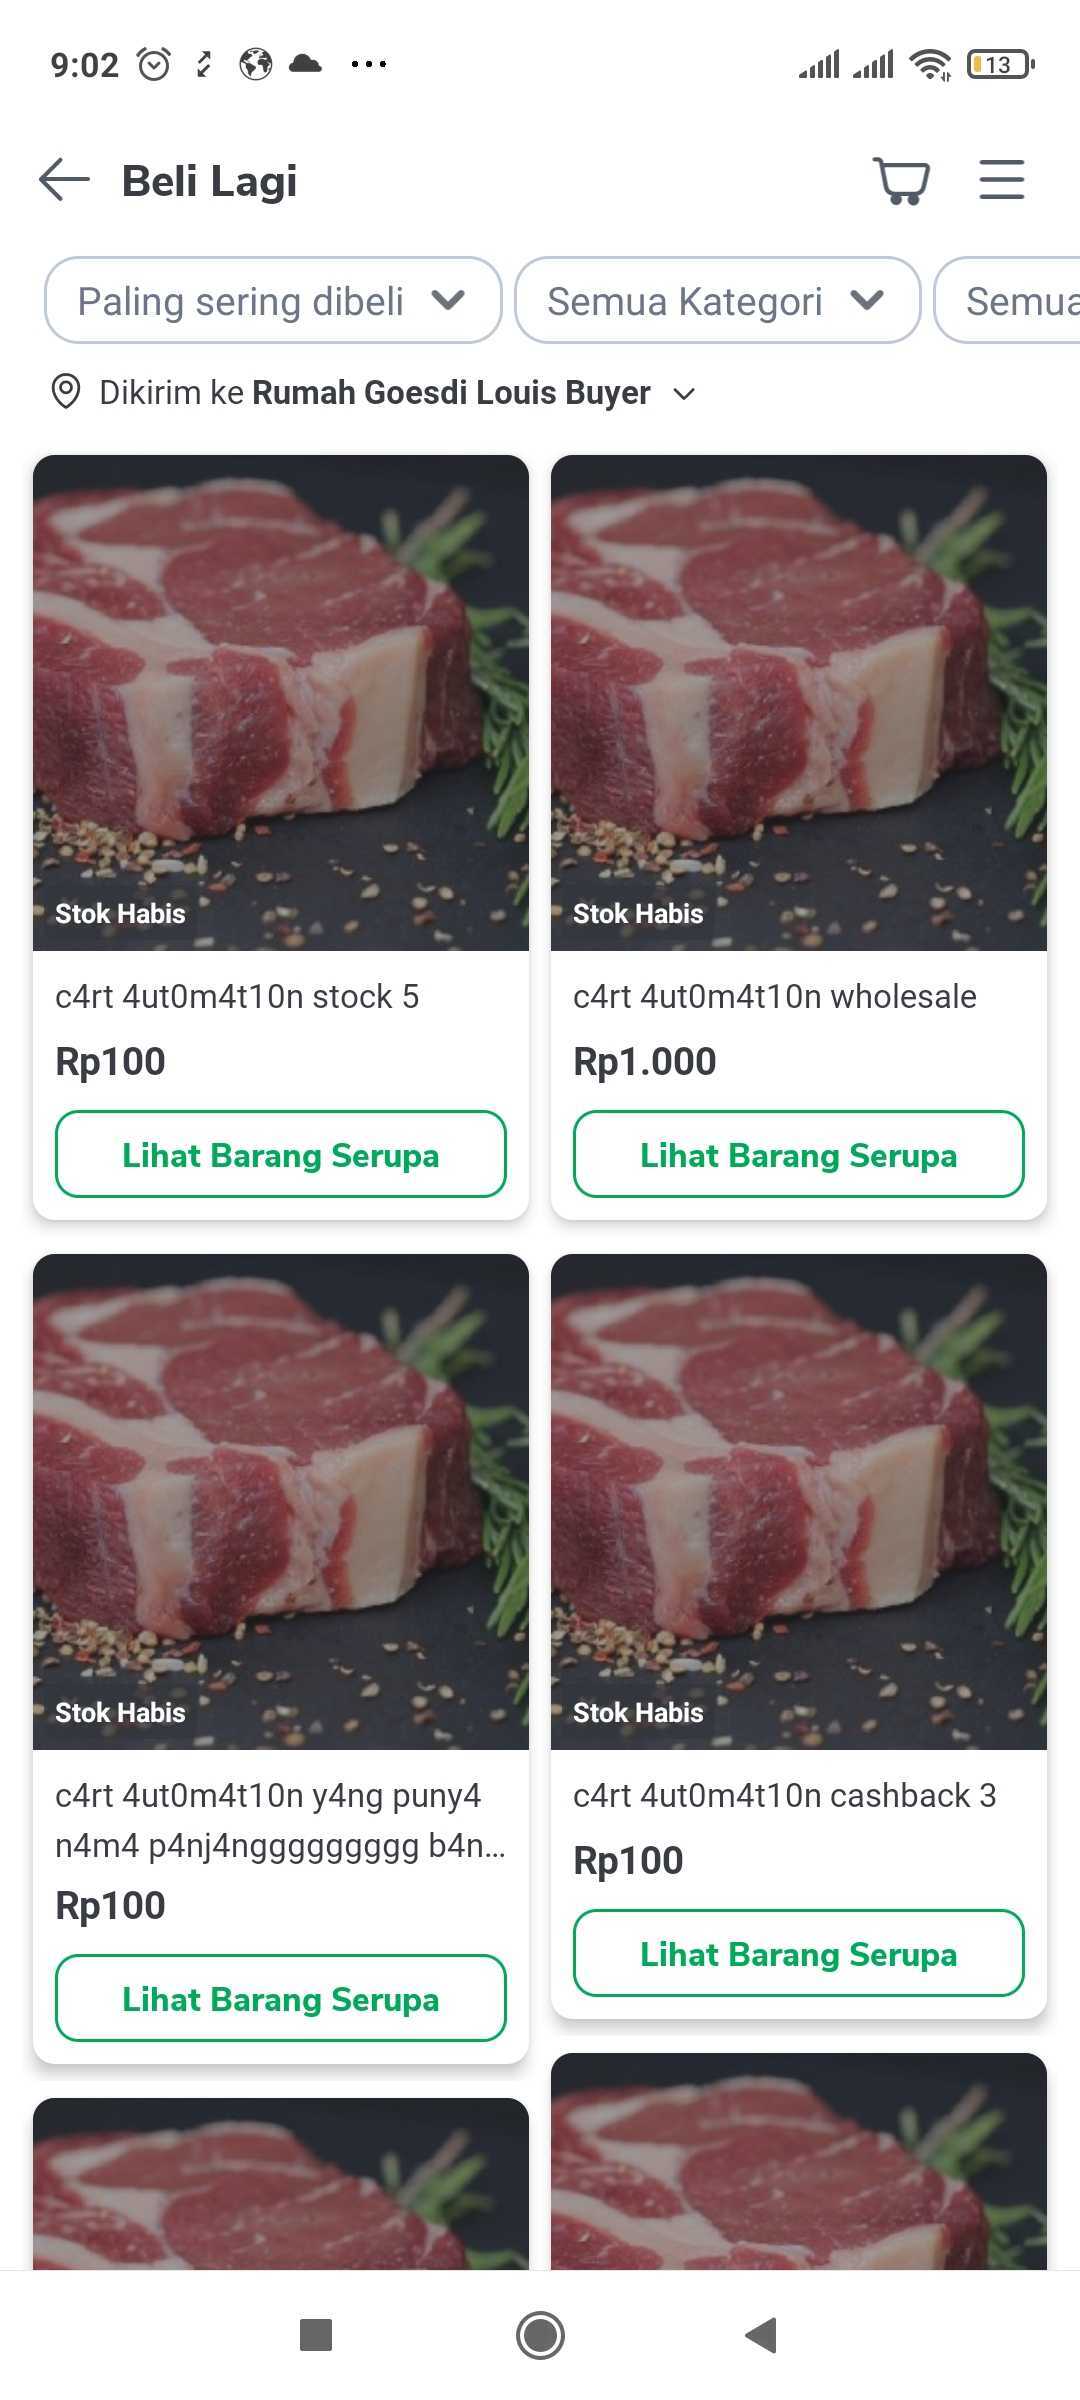 9:02
13
Beli Lagi
Paling sering dibeli
Semua Kategori
Semua
Dikirim ke Rumah Goesdi Louis Buyer
Stok Habis
c4rt 4ut0m4t10n stock 5
Rp100
Lihat Barang Serupa
Stok Habis
c4rt 4ut0m4t10n wholesale
Rp1.000
Lihat Barang Serupa
Stok Habis
c4rt 4ut0m4t10n y4ng puny4
n4m4 p4nj4nggggggggg b4n...
Rp100
Lihat Barang Serupa
Stok Habis
c4rt 4ut0m4t10n cashback 3
Rp100
Lihat Barang Serupa